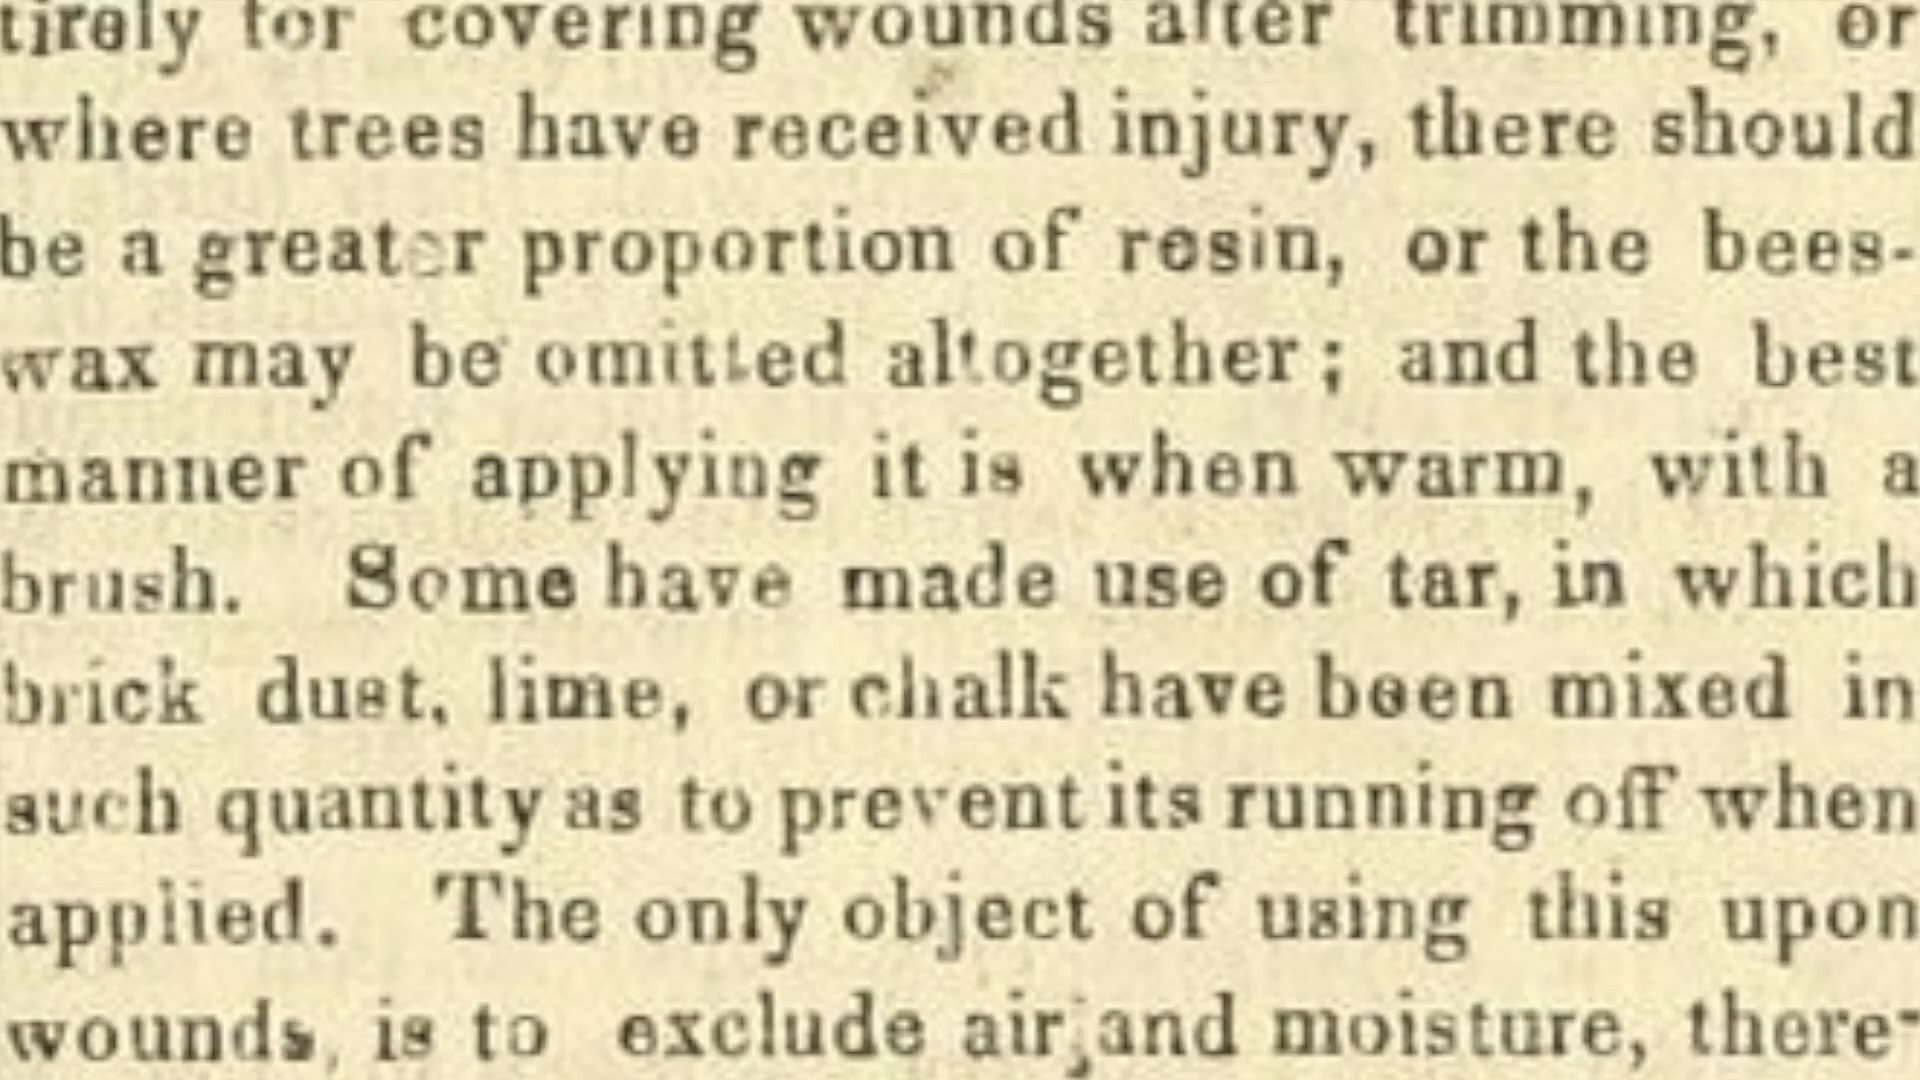 tirely for covering wounds after trimming, or
where trees have received injury, there should
be a greater proportion of resin, or the bees-
wax may be omitted altogether; and the best
manner of applying it is when warm, with a
brush. Some have made use of tar, in which
brick dust, lime, or chalk have been mixed in
such quantity as to prevent its running off when
applied. The only object of using this upon
wounds, is to exclude air and moisture, there-